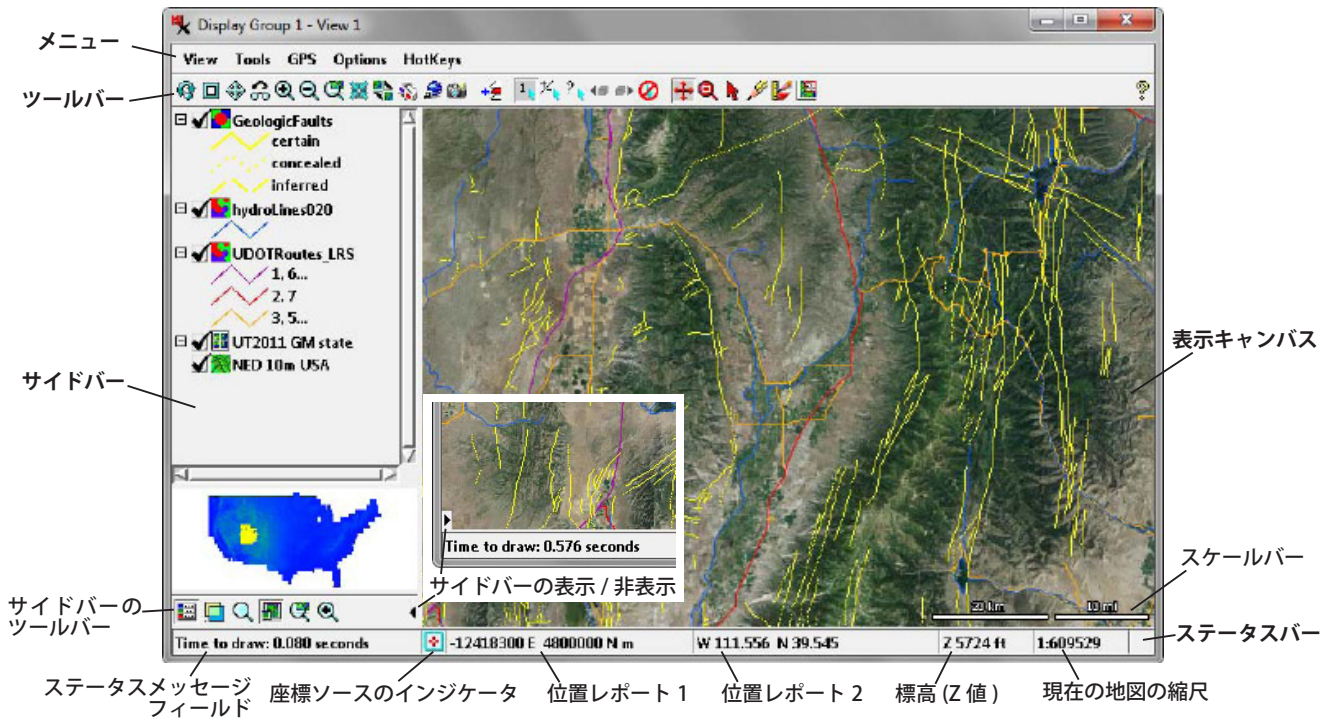 Display Group 1 - View 1
メニュー
View Tools GPS Options HotKeys
ツールバー
GeologicFaults
certain
concealed
inferred
hydroLines020
UDOTRoutes_LRS
1, 6...
2, 7
3, 5...
UT2011 GM state
NED 10m USA
サイドバー
表示キャンバス
Time to draw: 0.576 seconds
サイドバーの表示 / 非表示
スケールバー
20 km
10 mi
サイドバーの
ツールバー
ステータスバー
Time to draw: 0.080 seconds
-12418300 E 4800000 N m
W 111.556 N 39.545
Z 5724 ft
1:609529
ステータスメッセージ
フィールド
座標ソースのインジケータ
位置レポート 1
位置レポート 2
標高 (Z 値 )
現在の地図の縮尺